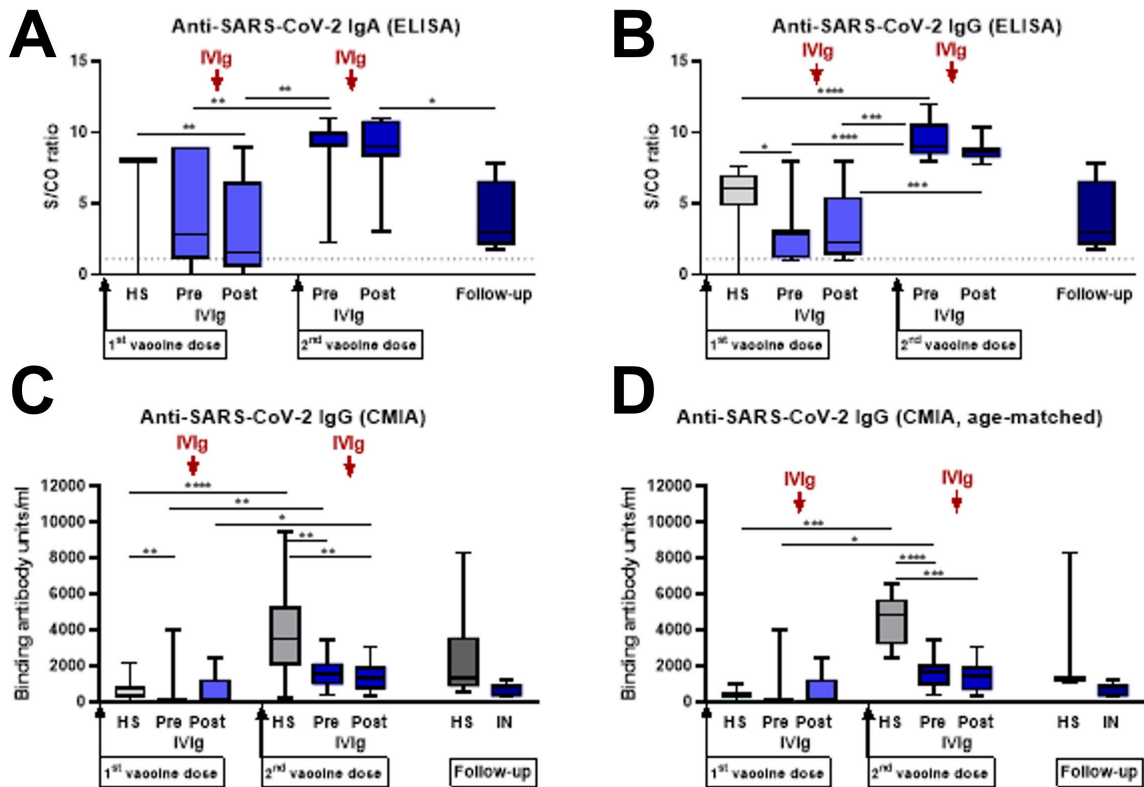 A
Anti-SARS-CoV-2 IgA (ELISA)
IVIg IVIg
15
** **
** *
10
S/CO ratio
5
0
HS Pre Post Pre Post Follow-up
IVIg IVIg
1st vaccine dose 2nd vaccine dose
B
Anti-SARS-CoV-2 IgG (ELISA)
IVIg IVIg
15
****
***
* ****
10
S/CO ratio
***
5
0
HS Pre Post Pre Post Follow-up
IVIg IVIg
1st vaccine dose 2nd vaccine dose
C
Anti-SARS-CoV-2 IgG (CMIA)
IVIg IVIg
12000
****
**
10000
*
**
** **
8000
Binding antibody units/ml
6000
4000
2000
0
HS Pre Post HS Pre Post HS IN
IVIg IVIg
1st vaccine dose 2nd vaccine dose Follow-up
D
Anti-SARS-CoV-2 IgG (CMIA, age-matched)
IVIg IVIg
12000
10000
***
*
****
8000
***
Binding antibody units/ml
6000
4000
2000
0
HS Pre Post HS Pre Post HS IN
IVIg IVIg
1st vaccine dose 2nd vaccine dose Follow-up